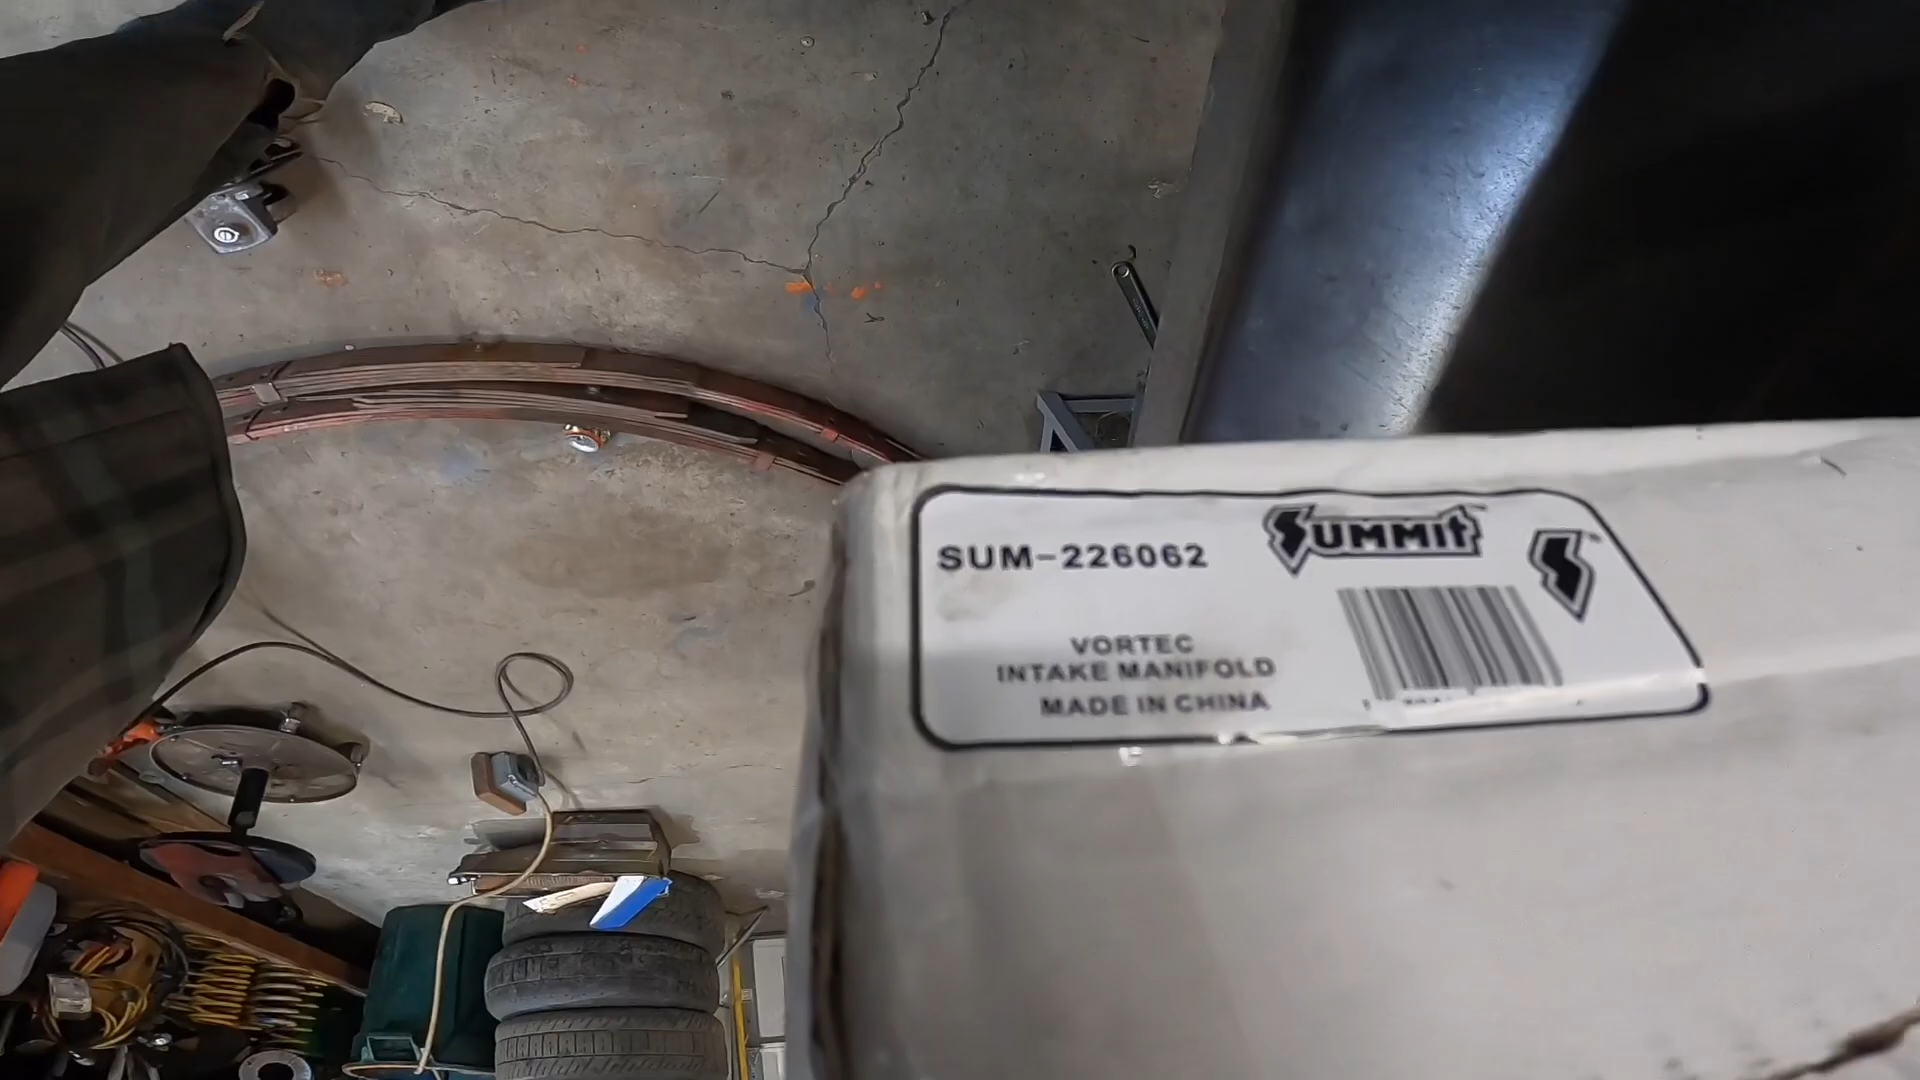 SUMMIt
SUM-226062
VORTEC
INTAKE MANIFOLD
MADE IN CHINA